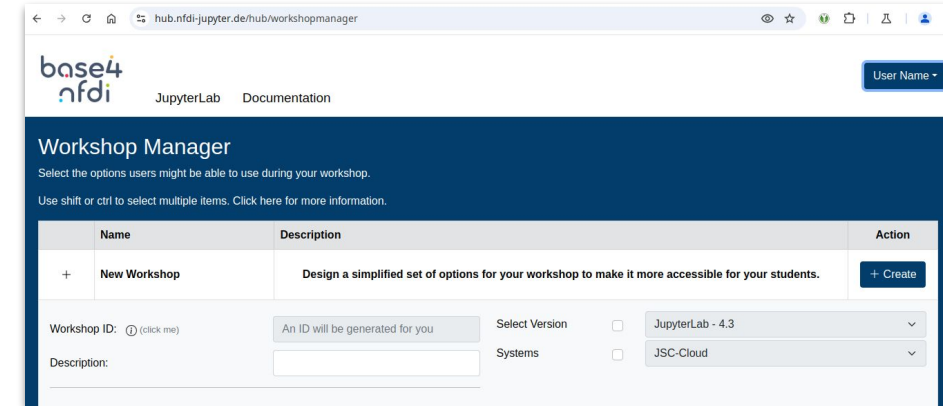 hub.nfdi-jupyter.de/hub/workshopmanager
base4
nfdi
JupyterLab Documentation
User Name
Workshop Manager
Select the options users might be able to use during your workshop.
Use shift or ctrl to select multiple items. Click here for more information.
Name Description Action
+ New Workshop Design a simplified set of options for your workshop to make it more accessible for your students. + Create
Workshop ID: (i) (click me) An ID will be generated for you Select Version JupyterLab - 4.3
Description: Systems JSC-Cloud